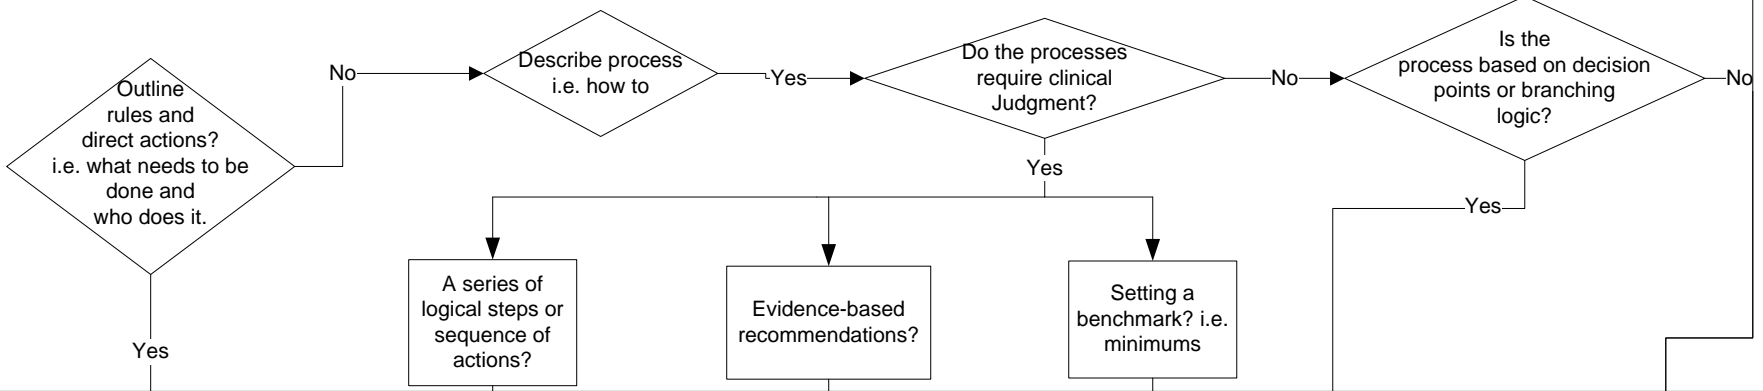 Outline
rules and
direct actions?
i.e. what needs to be
done and
who does it.
No
Yes
Describe process
i.e. how to
Yes
Do the processes
require clinical
Judgment?
No
Yes
Is the
process based on decision
points or branching
logic?
No
Yes
A series of
logical steps or
sequence of
actions?
Evidence-based
recommendations?
Setting a
benchmark? i.e.
minimums